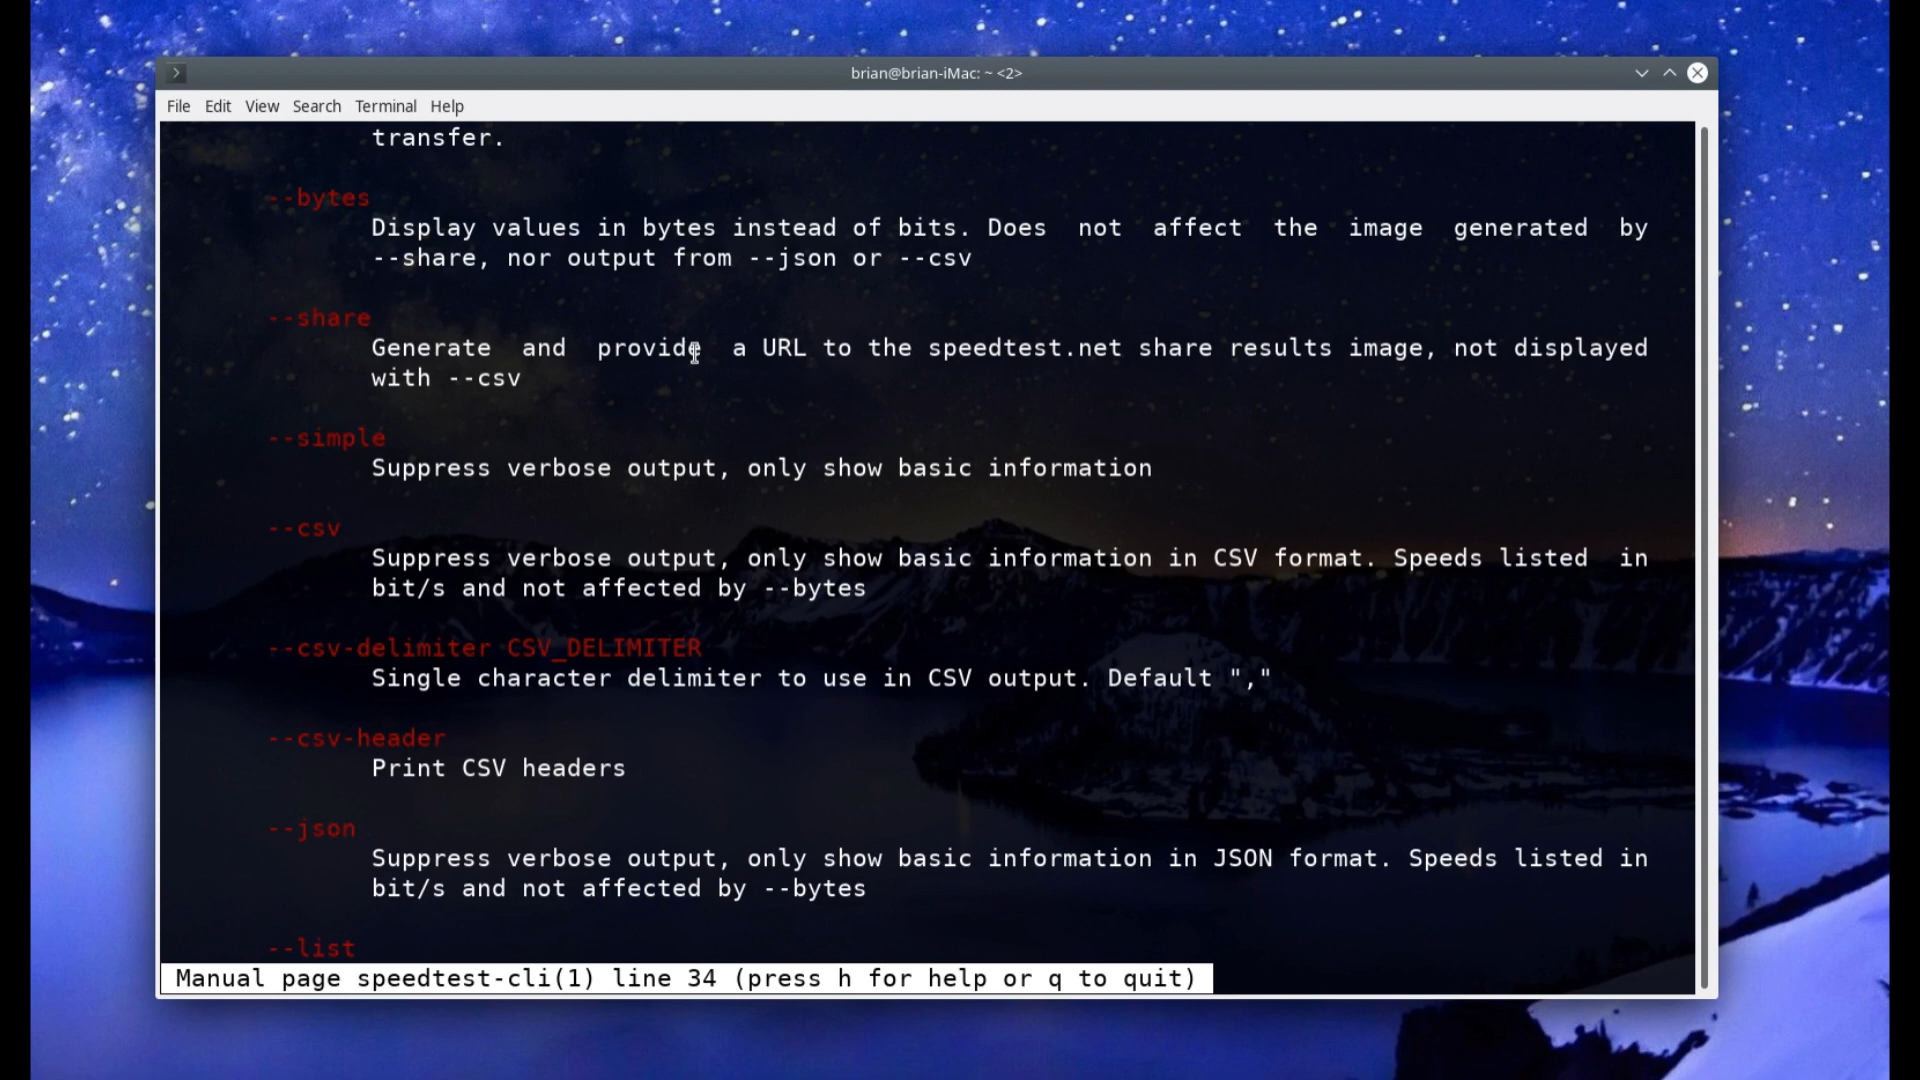 brian@brian-iMac: ~ <2>
File Edit View Search Terminal Help
transfer.
--bytes
Display values in bytes instead of bits. Does not affect the image generated by
--share, nor output from --json or --csv
--share
Generate and provide a URL to the speedtest.net share results image, not displayed
with --csv
--simple
Suppress verbose output, only show basic information
--csv
Suppress verbose output, only show basic information in CSV format. Speeds listed in
bit/s and not affected by --bytes
--csv-delimiter CSV_DELIMITER
Single character delimiter to use in CSV output. Default ","
--csv-header
Print CSV headers
--json
Suppress verbose output, only show basic information in JSON format. Speeds listed in
bit/s and not affected by --bytes
--list
Manual page speedtest-cli(1) line 34 (press h for help or q to quit)